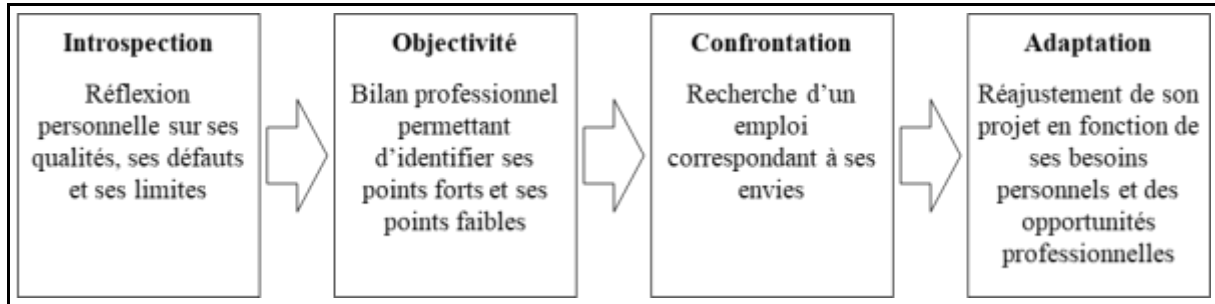 Introspection
Réflexion
personnelle sur ses
qualités, ses défauts
et ses limites
Objectivité
Bilan professionnel
permettant
d’identifier ses
points forts et ses
points faibles
Confrontation
Recherche d’un
emploi
correspondant à ses
envies
Adaptation
Réajustement de son
projet en fonction de
ses besoins
personnels et des
opportunités
professionnelles